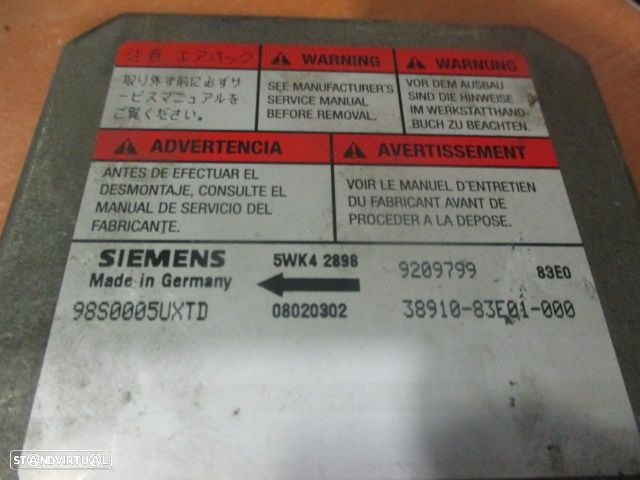 注意 エアバッグ
取り外す前に必ずサ
ービスマニュアルを
ご覧ください。
WARNING
SEE MANUFACTURER'S
SERVICE MANUAL
BEFORE REMOVAL.
WARNUNG
VOR DEM AUSBAU
SIND DIE HINWEISE
IM WERKSTATTHAND-
BUCH ZU BEACHTEN.
ADVERTENCIA
ANTES DE EFECTUAR EL
DESMONTAJE, CONSULTE EL
MANUAL DE SERVICIO DEL
FABRICANTE.
AVERTISSEMENT
VOIR LE MANUEL D'ENTRETIEN
DU FABRICANT AVANT DE
PROCEDER A LA DEPOSE.
SIEMENS 5WK4 2898 9209799 83E0
Made in Germany
98S0005UXTD 08020302 38910-83E01-000
STANDVIRTUAL